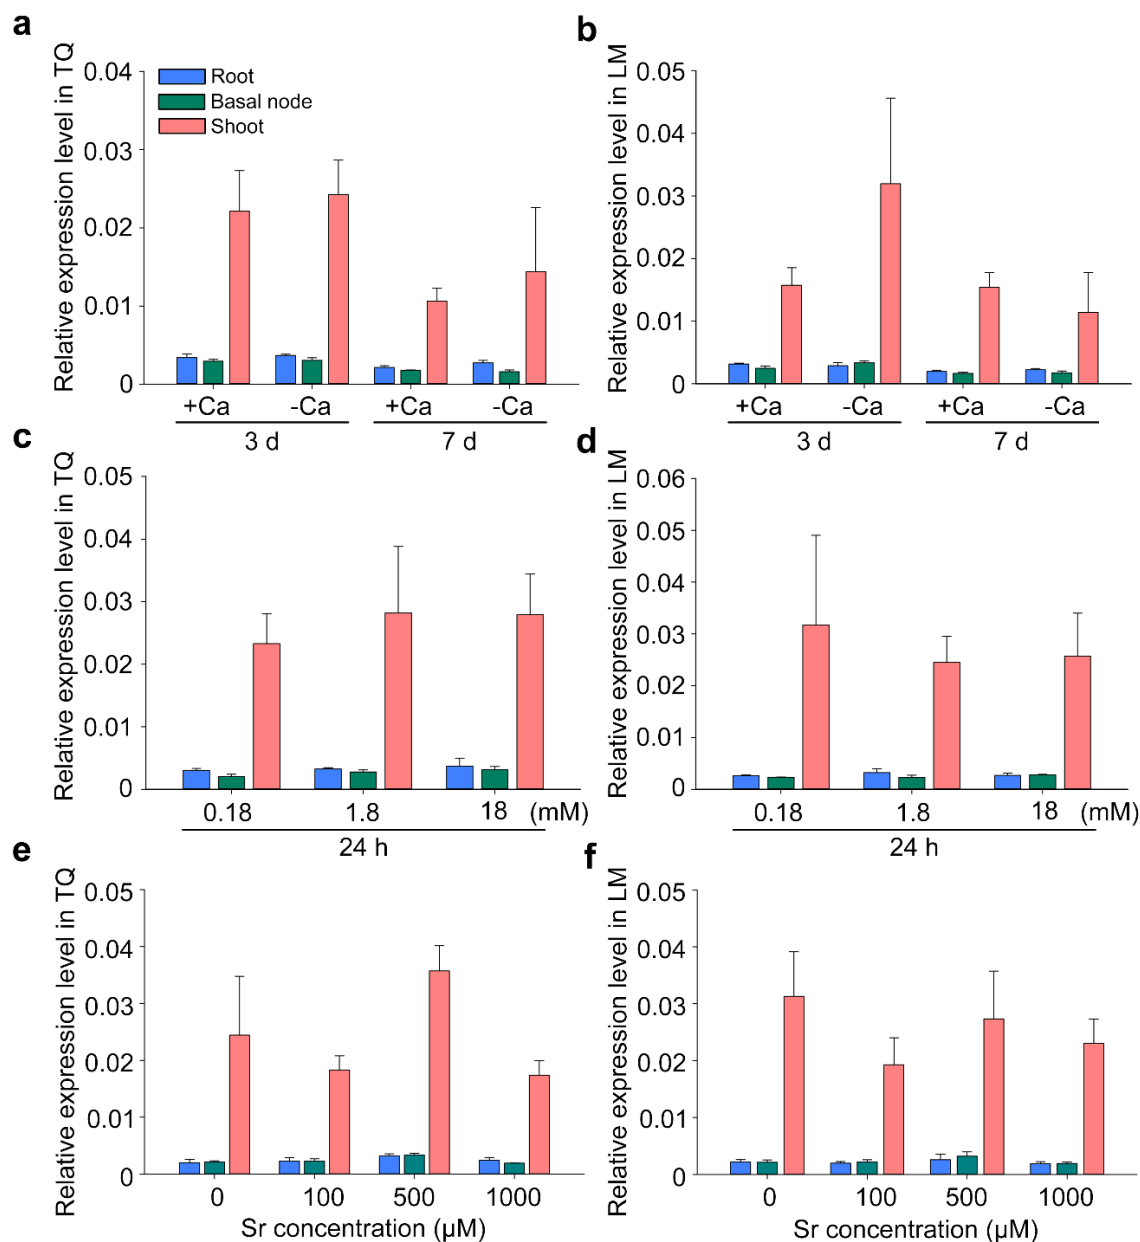 a
Relative expression level in TQ
0.04
0.03
0.02
0.01
0
Root
Basal node
Shoot
+Ca -Ca +Ca -Ca
3 d 7 d
b
Relative expression level in LM
0.05
0.04
0.03
0.02
0.01
0
+Ca -Ca +Ca -Ca
3 d 7 d
c
Relative expression level in TQ
0.05
0.04
0.03
0.02
0.01
0
0.18 1.8 18 (mM)
24 h
d
Relative expression level in LM
0.06
0.05
0.04
0.03
0.02
0.01
0
0.18 1.8 18 (mM)
24 h
e
Relative expression level in TQ
0.05
0.04
0.03
0.02
0.01
0
0 100 500 1000
Sr concentration (μM)
f
Relative expression level in LM
0.05
0.04
0.03
0.02
0.01
0
0 100 500 1000
Sr concentration (μM)